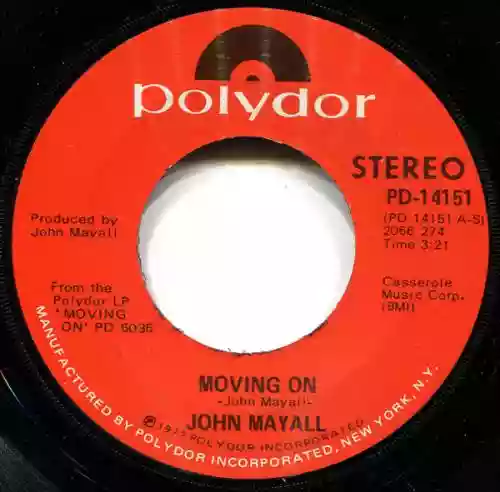 polydor
STEREO
PD-14151
(PD 14151 A-S)
2066 274
Time 3:21
Produced by
John Mayall
From the
Polydor LP
'MOVING
ON' PD 5036
Casserole
Music Corp.
(BMI)
MOVING ON
-John Mayall-
JOHN MAYALL
POLYDOR INCORPORATED
MANUFACTURED BY POLYDOR INCORPORATED, NEW YORK, N.Y.